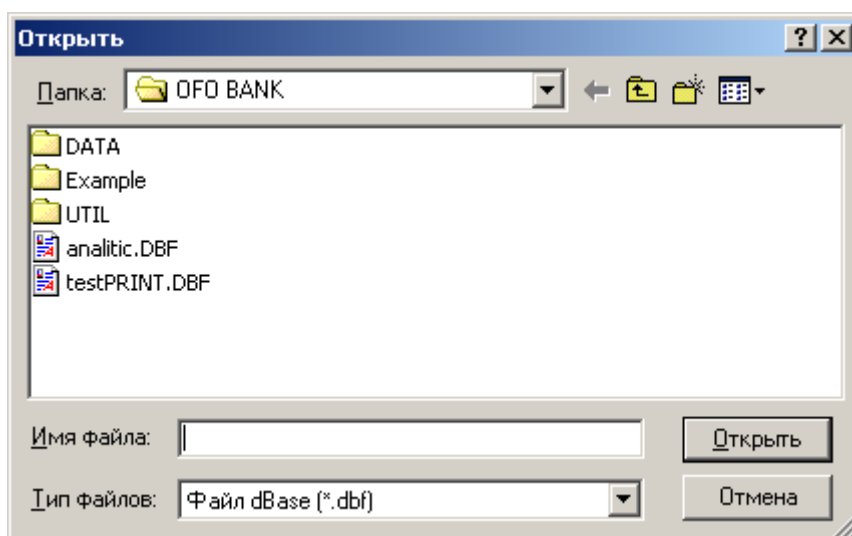 Открыть
Папка: OFO BANK
DATA
Example
UTIL
analitic.DBF
testPRINT.DBF
Имя файла: Открыть
Тип файлов: Файл dBase (*.dbf) Отмена